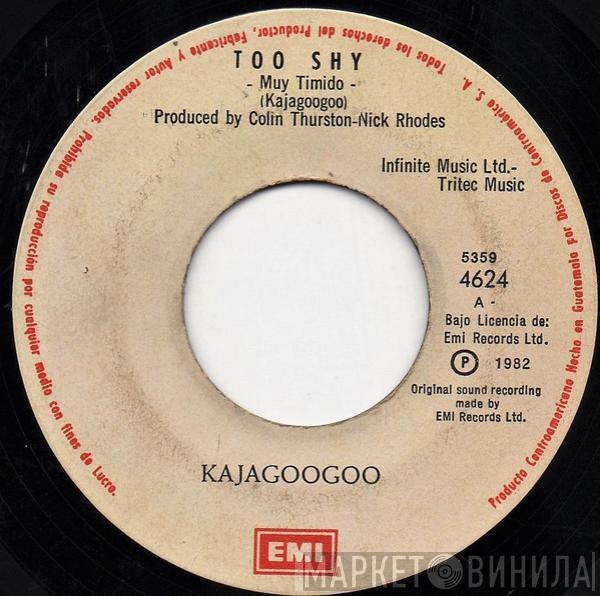 TOO SHY
- Muy Timido -
(Kajagoogoo)
Produced by Colin Thurston-Nick Rhodes
Infinite Music Ltd.-
Tritec Music
5359
4624
A -
Bajo Licencia de:
Emi Records Ltd.
P 1982
Original sound recording
made by
EMI Records Ltd.
KAJAGOOGOO
EMI
Producto Centroamericano Hecho en Guatemala Por Discos de Centroamérica S. A. Todos los derechos del Productor, Fabricante y Autor reservados. Prohibida su reproducción por cualquier medio con fines de Lucro.
МАРКЕТ ВИНИЛА